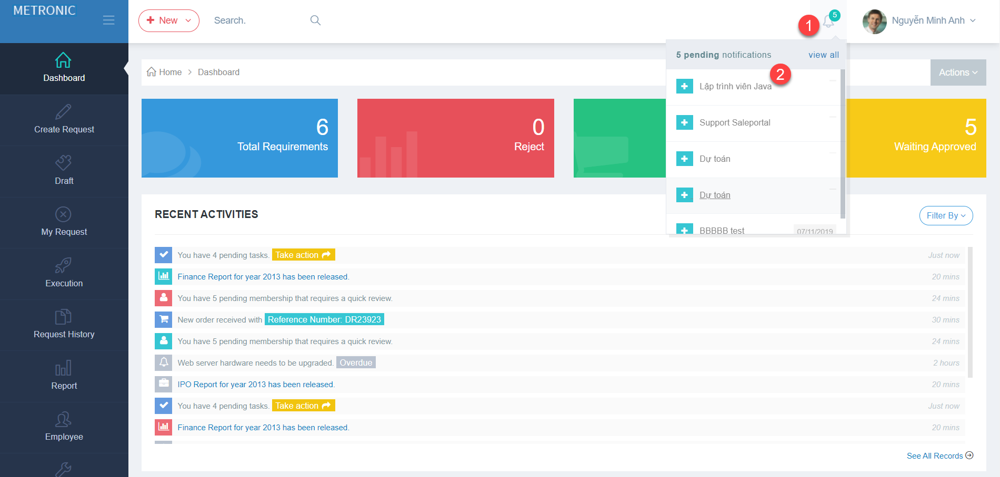 METRONIC
New
Search.
1
5
Nguyễn Minh Anh
5 pending notifications
view all
2
Lập trình viên Java
Support Saleportal
Dự toán
Dự toán
BBBBB test
07/11/2019
Dashboard
Create Request
Draft
My Request
Execution
Request History
Report
Employee
Home
Dashboard
Actions
6
Total Requirements
0
Reject
5
Waiting Approved
RECENT ACTIVITIES
Filter By
You have 4 pending tasks. Take action Just now
Finance Report for year 2013 has been released. 20 mins
You have 5 pending membership that requires a quick review. 24 mins
New order received with Reference Number: DR23923 30 mins
You have 5 pending membership that requires a quick review. 24 mins
Web server hardware needs to be upgraded. Overdue 2 hours
IPO Report for year 2013 has been released. 20 mins
You have 4 pending tasks. Take action Just now
Finance Report for year 2013 has been released. 20 mins
See All Records